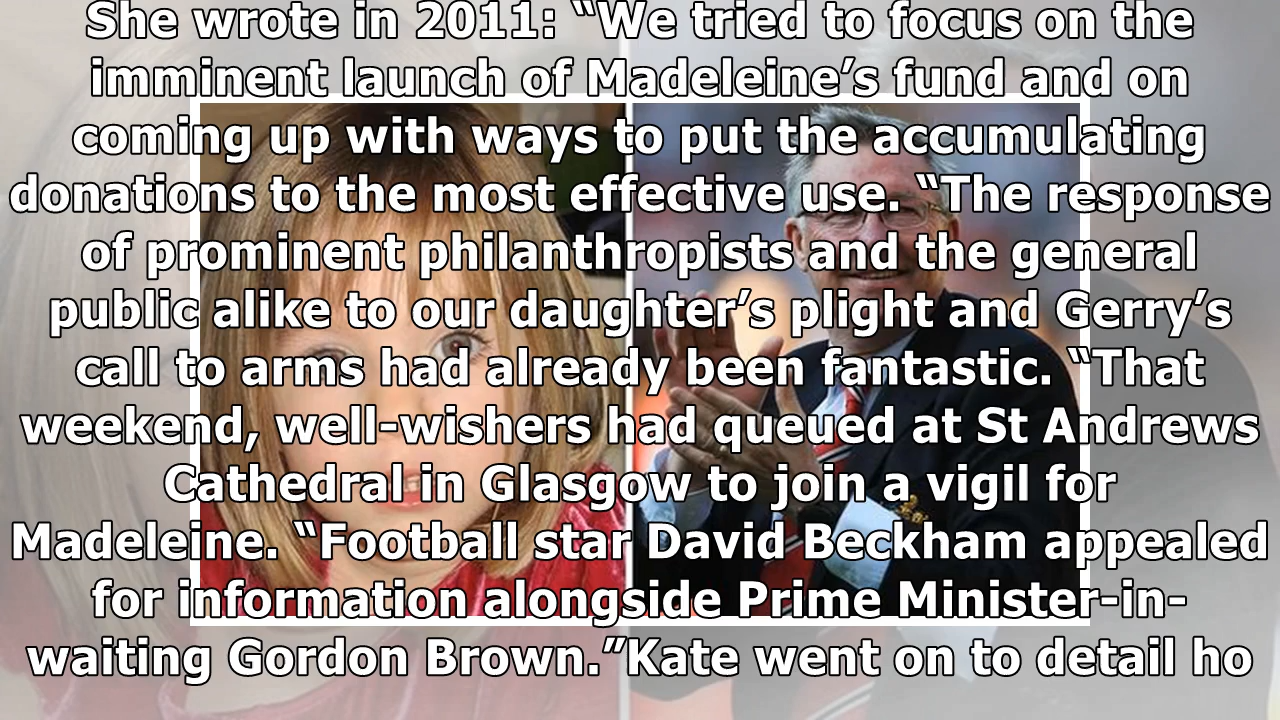 She wrote in 2011: “We tried to focus on the
imminent launch of Madeleine’s fund and on
coming up with ways to put the accumulating
donations to the most effective use. “The response
of prominent philanthropists and the general
public alike to our daughter’s plight and Gerry’s
call to arms had already been fantastic. “That
weekend, well-wishers had queued at St Andrews
Cathedral in Glasgow to join a vigil for
Madeleine. “Football star David Beckham appealed
for information alongside Prime Minister-in-
waiting Gordon Brown.”Kate went on to detail ho